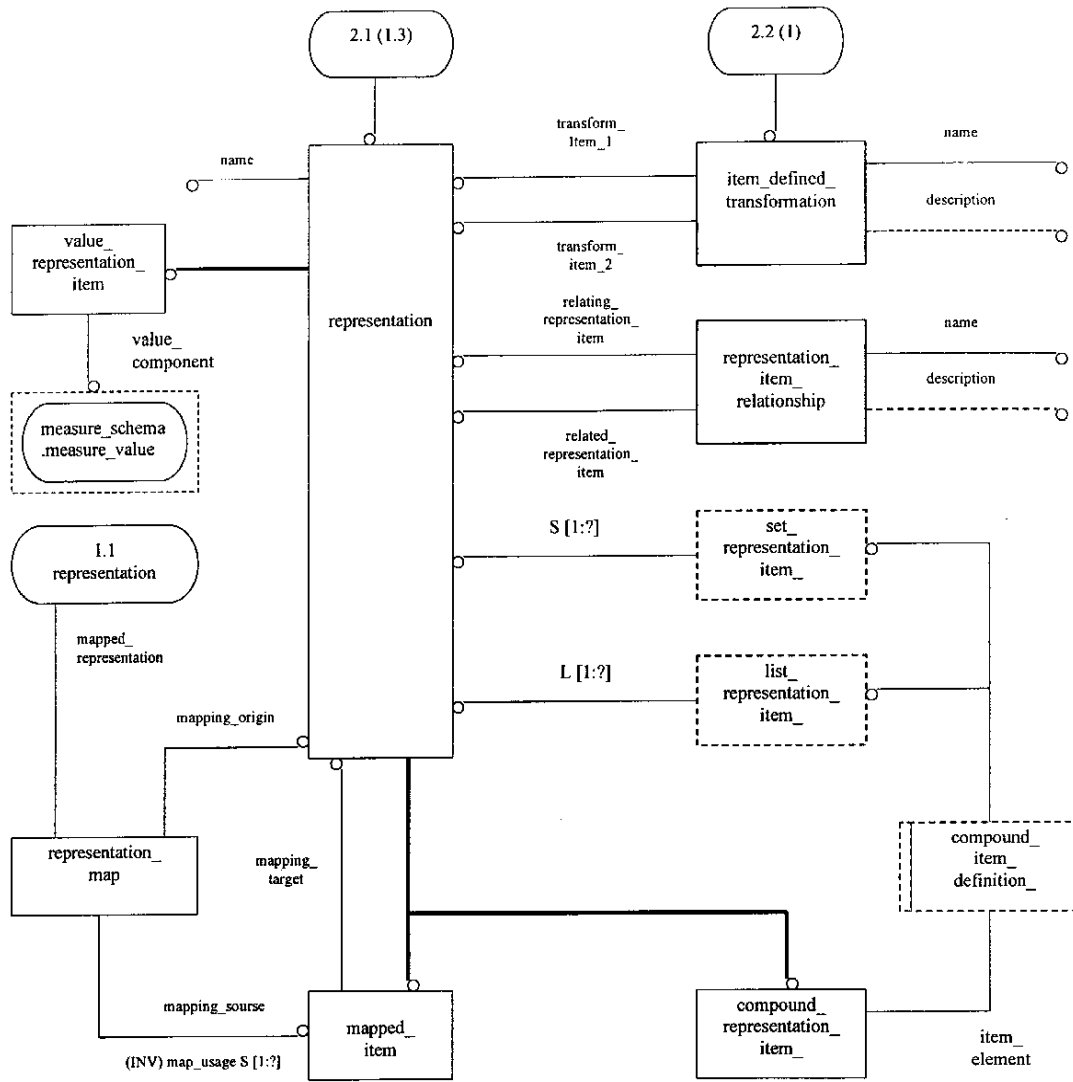 2.1 (1.3)
2.2 (1)
name
transform_
Item_1
item_defined_
transformation
name
description
transform_
item_2
value_
representation_
item
representation
relating_
representation_
item
value_
component
representation_
item_
relationship
name
description
measure_schema
.measure_value
related_
representation_
item
S [1:?]
set_
representation_
item_
1.1
representation
mapped_
representation
L [1:?]
list_
representation_
item_
mapping_origin
representation_
map
mapping_
target
compound_
item_
definition_
mapping_sourse
(INV) map_usage S [1:?]
mapped_
item
compound_
representation_
item_
item_
element